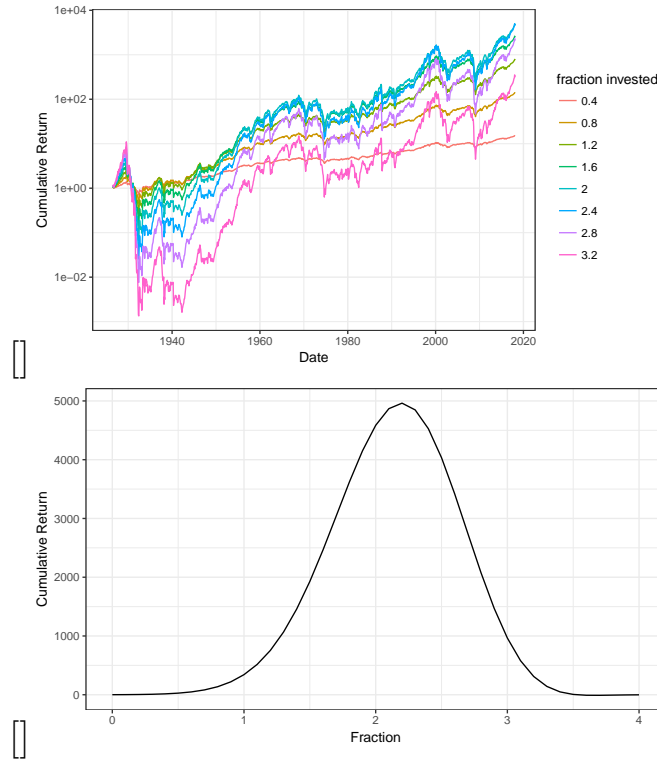 1e+04
1e+02
1e+00
1e−02
Cumulative Return
1940
1960
1980
2000
2020
Date
fraction invested
0.4
0.8
1.2
1.6
2
2.4
2.8
3.2
[]
5000
4000
3000
2000
1000
0
Cumulative Return
0
1
2
3
4
Fraction
[]